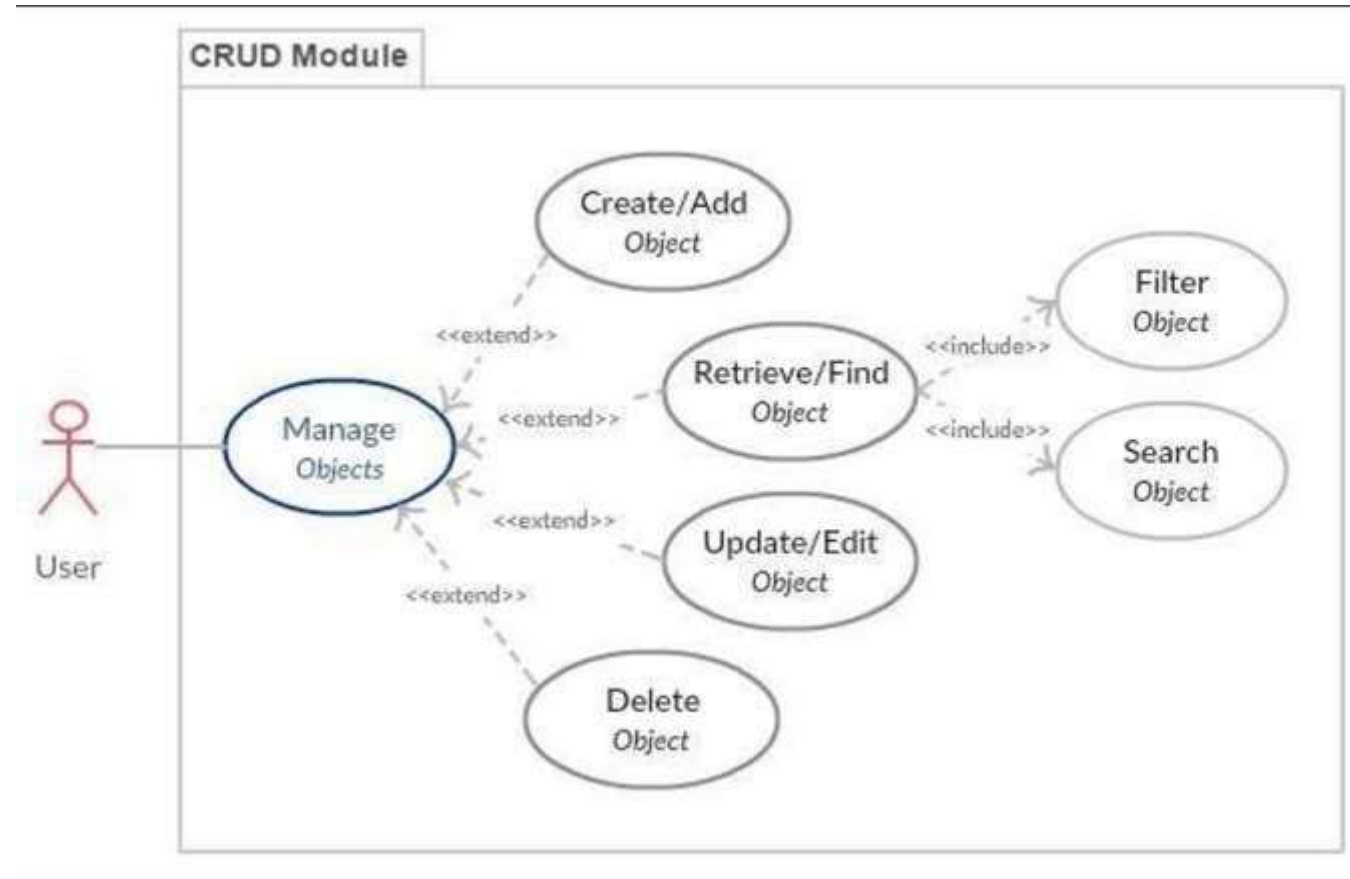 CRUD Module
Create/Add
Object
Filter
Object
<<extend>>
<<include>>
Retrieve/Find
Object
<<extend>>
Manage
Objects
<<include>>
Search
Object
<<extend>>
Update/Edit
Object
User
<<extend>>
Delete
Object